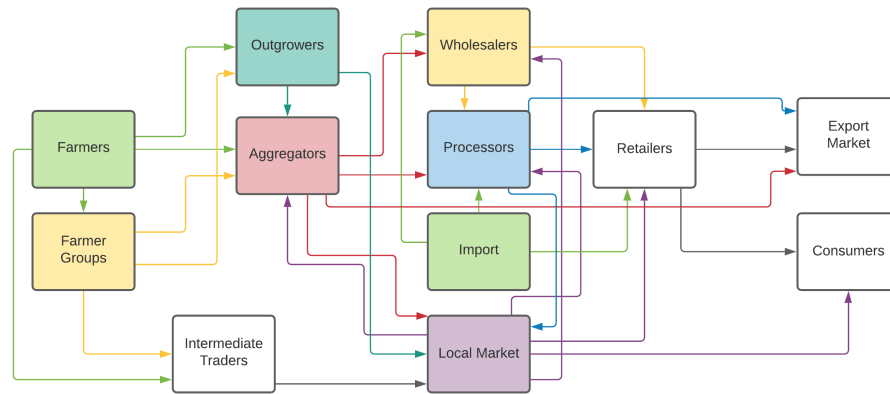 Outgrowers
Wholesalers
Farmers
Aggregators
Processors
Retailers
Export
Market
Farmer
Groups
Import
Consumers
Intermediate
Traders
Local Market